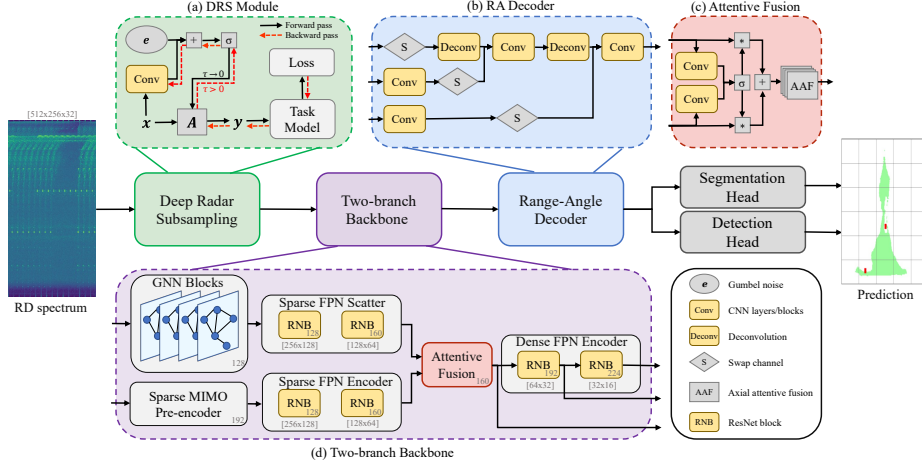 (a) DRS Module
e
+
σ
Forward pass
Backward pass
Conv
τ→0
τ>0
Loss
x
A
y
Task
Model
(b) RA Decoder
S
Deconv
Conv
Deconv
Conv
Conv
S
Conv
S
(c) Attentive Fusion
*
Conv
σ
+
AAF
Conv
*
[512x256x32]
RD spectrum
Deep Radar
Subsampling
Two-branch
Backbone
Range-Angle
Decoder
Segmentation
Head
Detection
Head
Prediction
GNN Blocks
128
Sparse FPN Scatter
RNB
128
RNB
160
[256x128]
[128x64]
Sparse MIMO
Pre-encoder
192
Sparse FPN Encoder
RNB
128
RNB
160
[256x128]
[128x64]
Attentive
Fusion
160
Dense FPN Encoder
RNB
192
RNB
224
[64x32]
[32x16]
(d) Two-branch Backbone
e
Gumbel noise
Conv
CNN layers/blocks
Deconv
Deconvolution
S
Swap channel
AAF
Axial attentive fusion
RNB
ResNet block